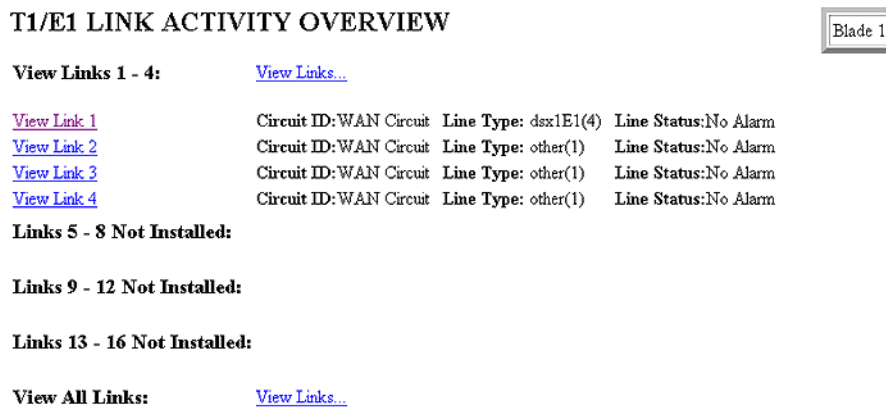 T1/E1 LINK ACTIVITY OVERVIEW
Blade 1
View Links 1 - 4: View Links...
View Link 1 Circuit ID:WAN Circuit Line Type: dsx1E1(4) Line Status:No Alarm
View Link 2 Circuit ID:WAN Circuit Line Type: other(1) Line Status:No Alarm
View Link 3 Circuit ID:WAN Circuit Line Type: other(1) Line Status:No Alarm
View Link 4 Circuit ID:WAN Circuit Line Type: other(1) Line Status:No Alarm
Links 5 - 8 Not Installed:
Links 9 - 12 Not Installed:
Links 13 - 16 Not Installed:
View All Links: View Links...